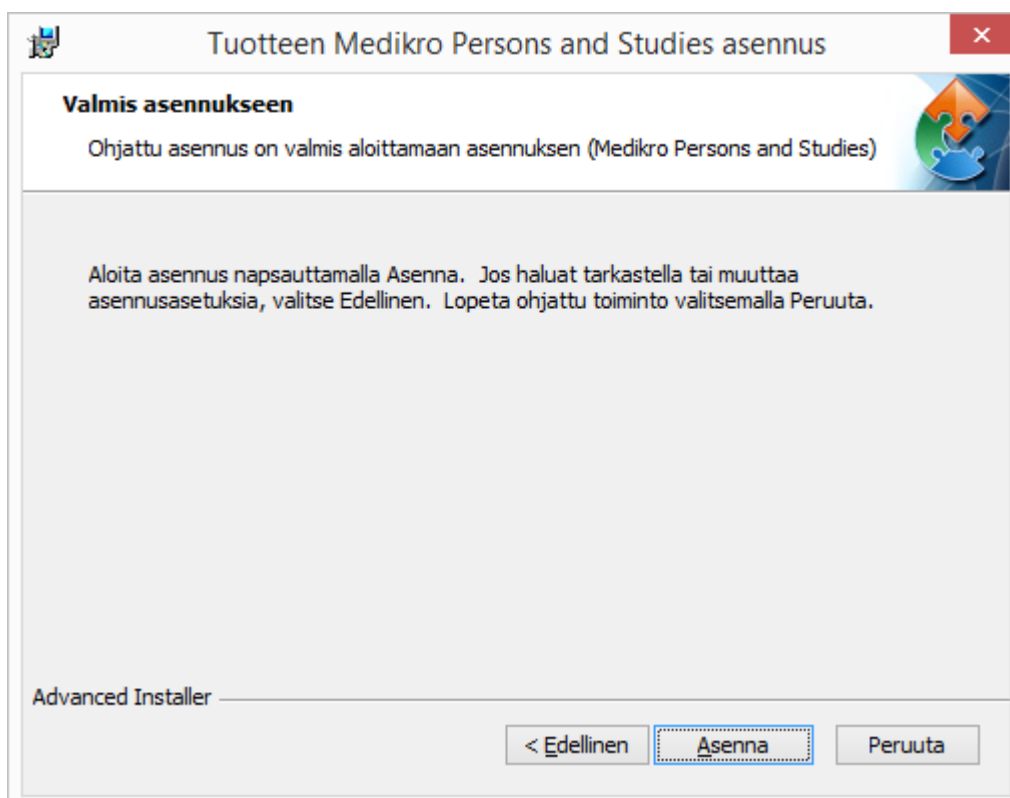 Tuotteen Medikro Persons and Studies asennus
Valmis asennukseen
Ohjattu asennus on valmis aloittamaan asennuksen (Medikro Persons and Studies)
Aloita asennus napsauttamalla Asenna.  Jos haluat tarkastella tai muuttaa
asennusasetuksia, valitse Edellinen.  Lopeta ohjattu toiminto valitsemalla Peruuta.
Advanced Installer
< Edellinen
Asenna
Peruuta